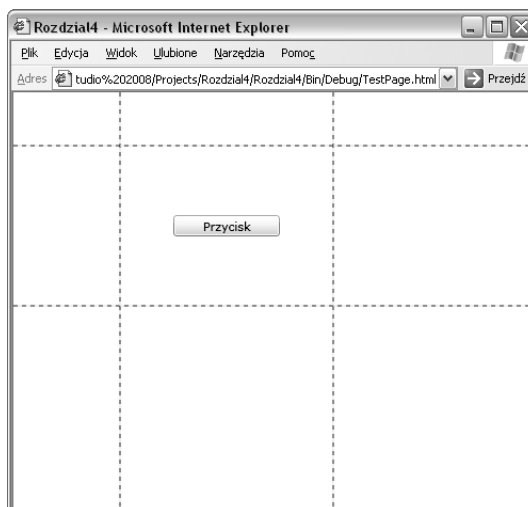 Rozdział4 - Microsoft Internet Explorer
Plik Edycja Widok Ulubione Narzędzia Pomoc
Adres tudio%202008/Projects/Rozdzial4/Rozdzial4/Bin/Debug/TestPage.html Przejdź
Przycisk